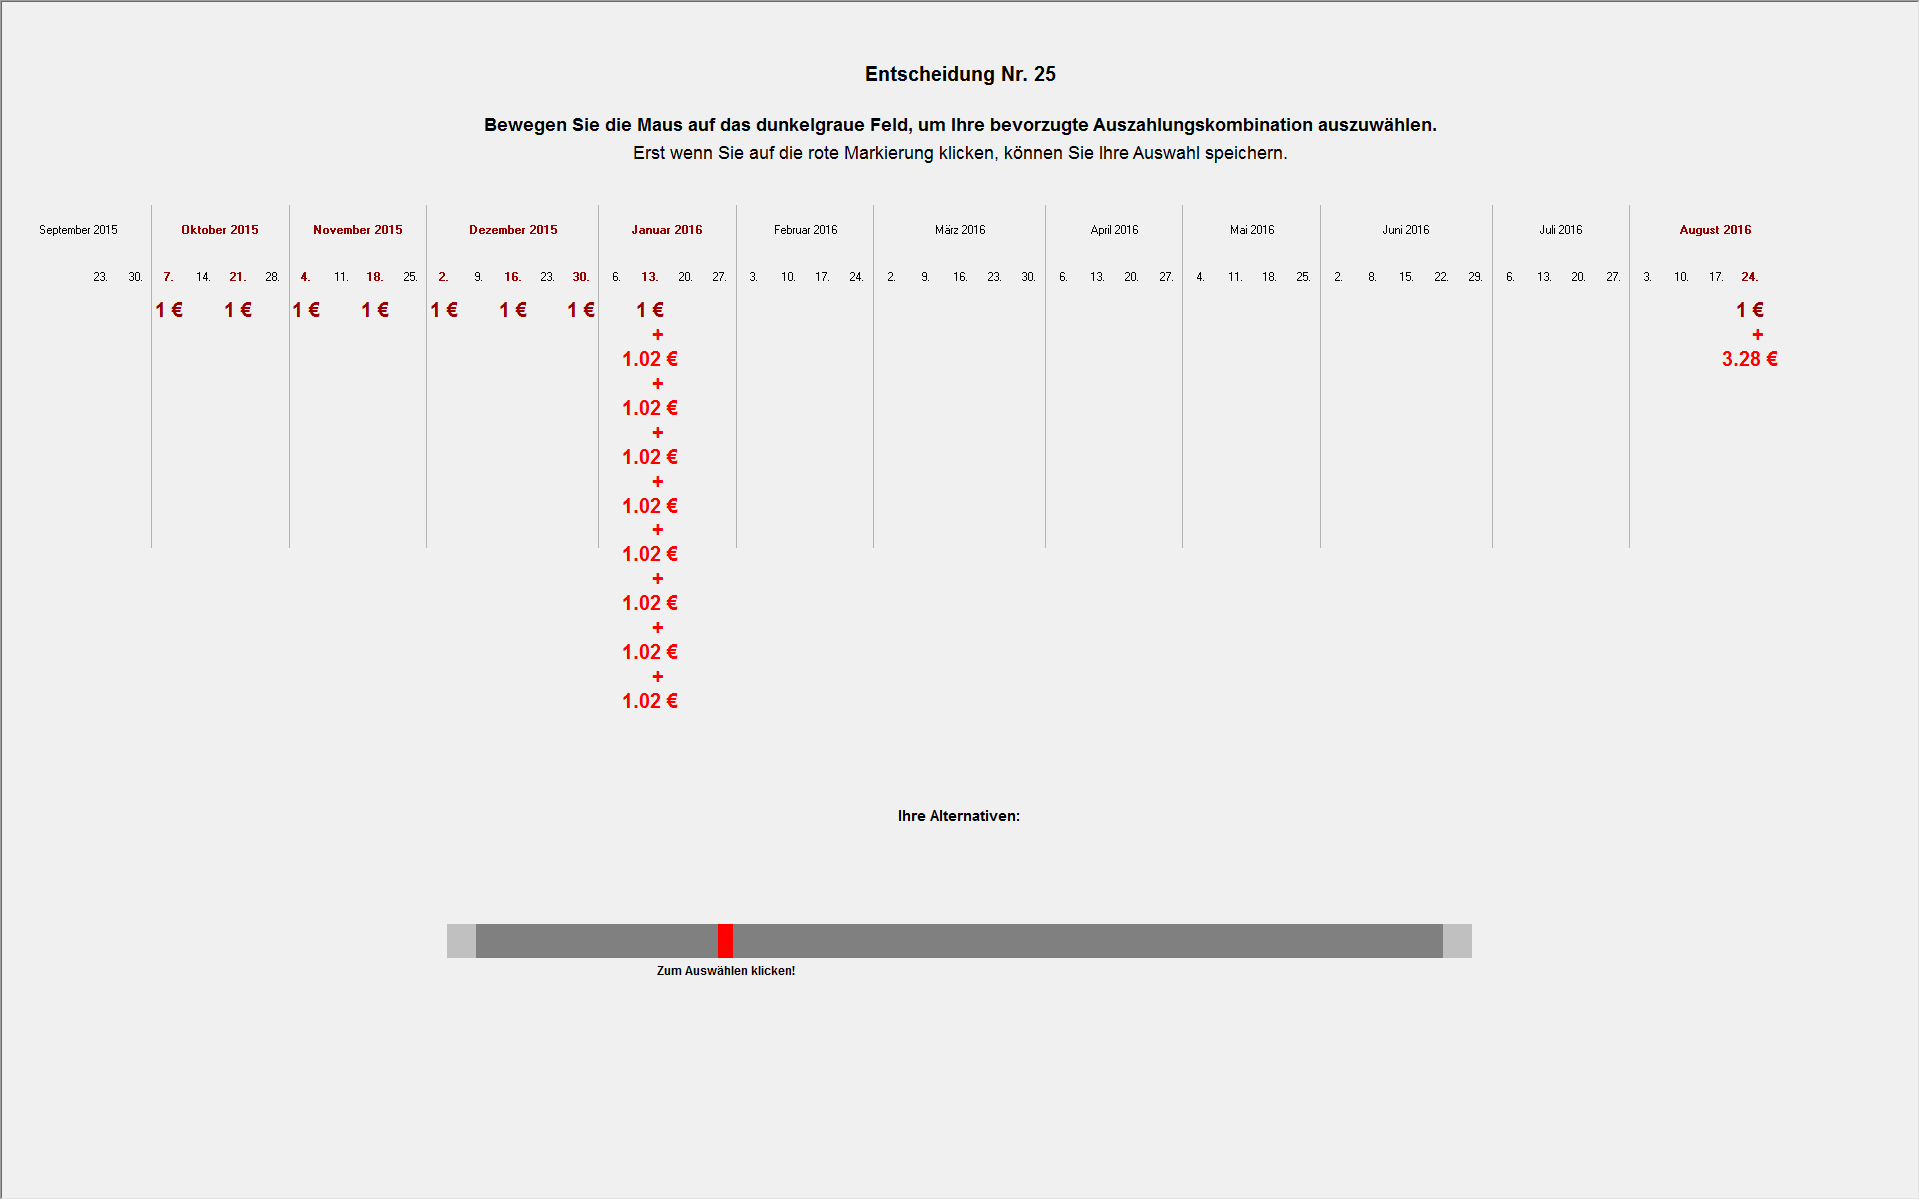 Entscheidung Nr. 25
Bewegen Sie die Maus auf das dunkelgraue Feld, um Ihre bevorzugte Auszahlungskombination auszuwählen.
Erst wenn Sie auf die rote Markierung klicken, können Sie Ihre Auswahl speichern.
September 2015 Oktober 2015 November 2015 Dezember 2015 Januar 2016 Februar 2016 März 2016 April 2016 Mai 2016 Juni 2016 Juli 2016 August 2016
23. 30. 7. 14. 21. 28. 4. 11. 18. 25. 2. 9. 16. 23. 30. 6. 13. 20. 27. 3. 10. 17. 24. 2. 9. 16. 23. 30. 6. 13. 20. 27. 4. 11. 18. 25. 2. 8. 15. 22. 29. 6. 13. 20. 27. 3. 10. 17. 24.
1 € 1 € 1 € 1 € 1 € 1 € 1 € 1 € 1 €
+ +
1.02 € 3.28 €
+
1.02 €
+
1.02 €
+
1.02 €
+
1.02 €
+
1.02 €
+
1.02 €
+
1.02 €
Ihre Alternativen:
Zum Auswählen klicken!